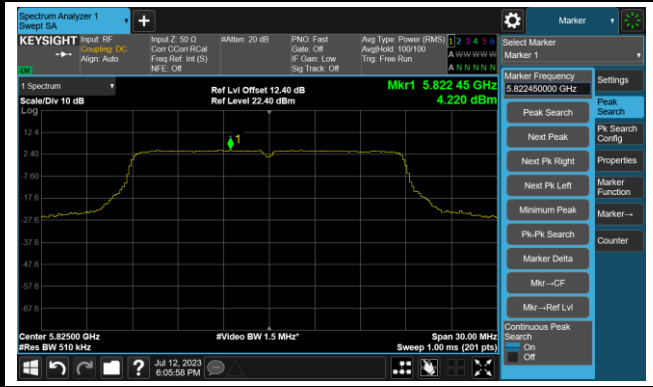 Spectrum Analyzer 1
Swept SA
+
Marker
KEYSIGHT
Input: RF
Coupling: DC
Align: Auto
Input Z: 50 Ω
Corr CCorr RCal
Freq Ref: Int (S)
NFE: Off
#Atten: 20 dB
PNO: Fast
Gate: Off
IF Gain: Low
Sig Track: Off
Avg Type: Power (RMS)
Avg|Hold: 100/100
Trig: Free Run
1 2 3 4 5 6
A W W W W W
A N N N N N
LW
Select Marker
Marker 1
1 Spectrum
Scale/Div 10 dB
Log
Ref Lvl Offset 12.40 dB
Ref Level 22.40 dBm
Mkr1 5.822 45 GHz
4.220 dBm
1
12.4
2.40
-7.60
-17.6
-27.6
-37.6
-47.6
-57.6
-67.6
Center 5.82500 GHz
#Res BW 510 kHz
#Video BW 1.5 MHz*
Span 30.00 MHz
Sweep 1.00 ms (201 pts)
Marker Frequency
5.822450000 GHz
Peak Search
Next Peak
Next Pk Right
Next Pk Left
Minimum Peak
Pk-Pk Search
Marker Delta
Mkr→CF
Mkr→Ref Lvl
Continuous Peak
Search
On
Off
Settings
Peak
Search
Pk Search
Config
Properties
Marker
Function
Marker→
Counter
?
Jul 12, 2023
6:05:58 PM